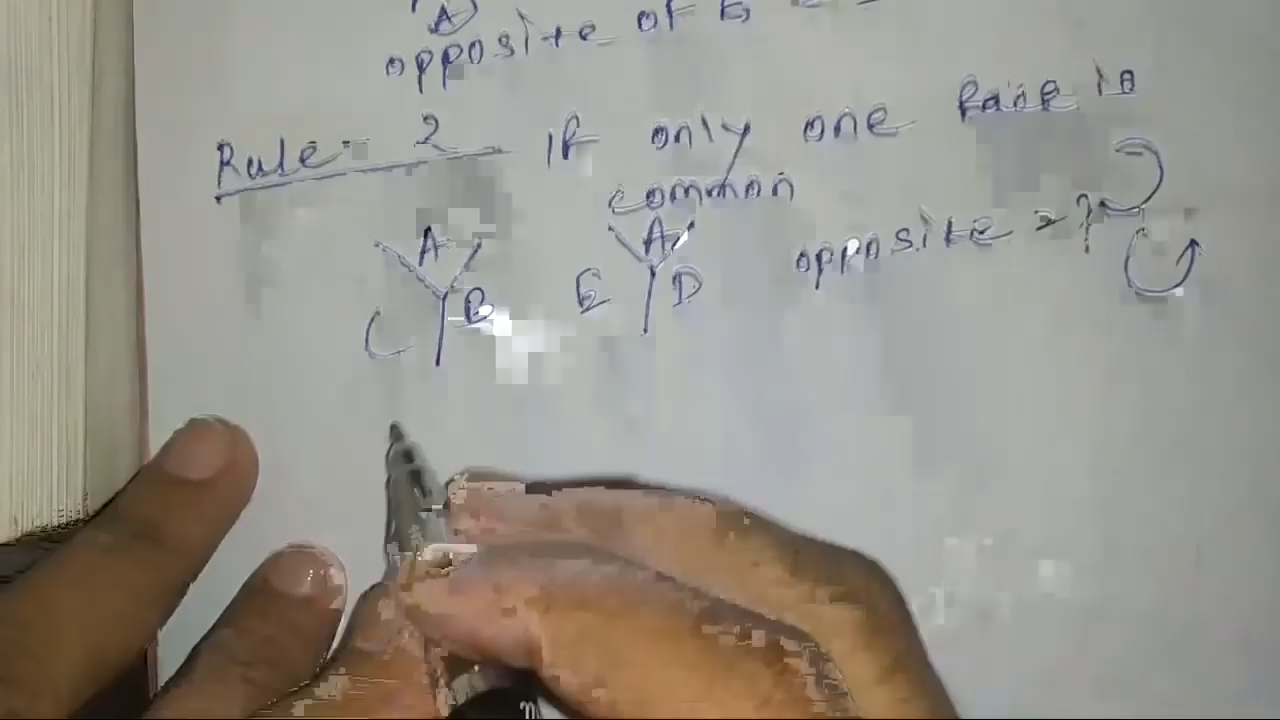 A
opposite of
Rule- 2 If only one Face is
common
A
C B
A
E D
opposite = ?